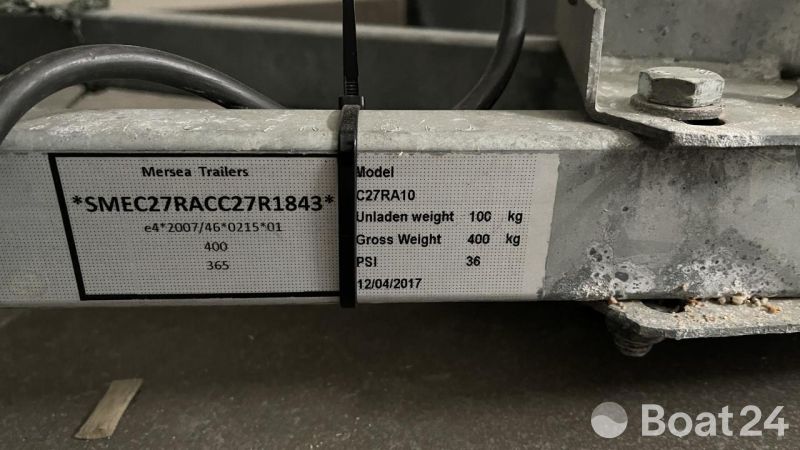 Mersea Trailers
*SMEC27RACC27R1843*
e4*2007/46*0215*01
400
365
Model
C27RA10
Unladen weight 100 kg
Gross Weight 400 kg
PSI 36
12/04/2017
Boat24